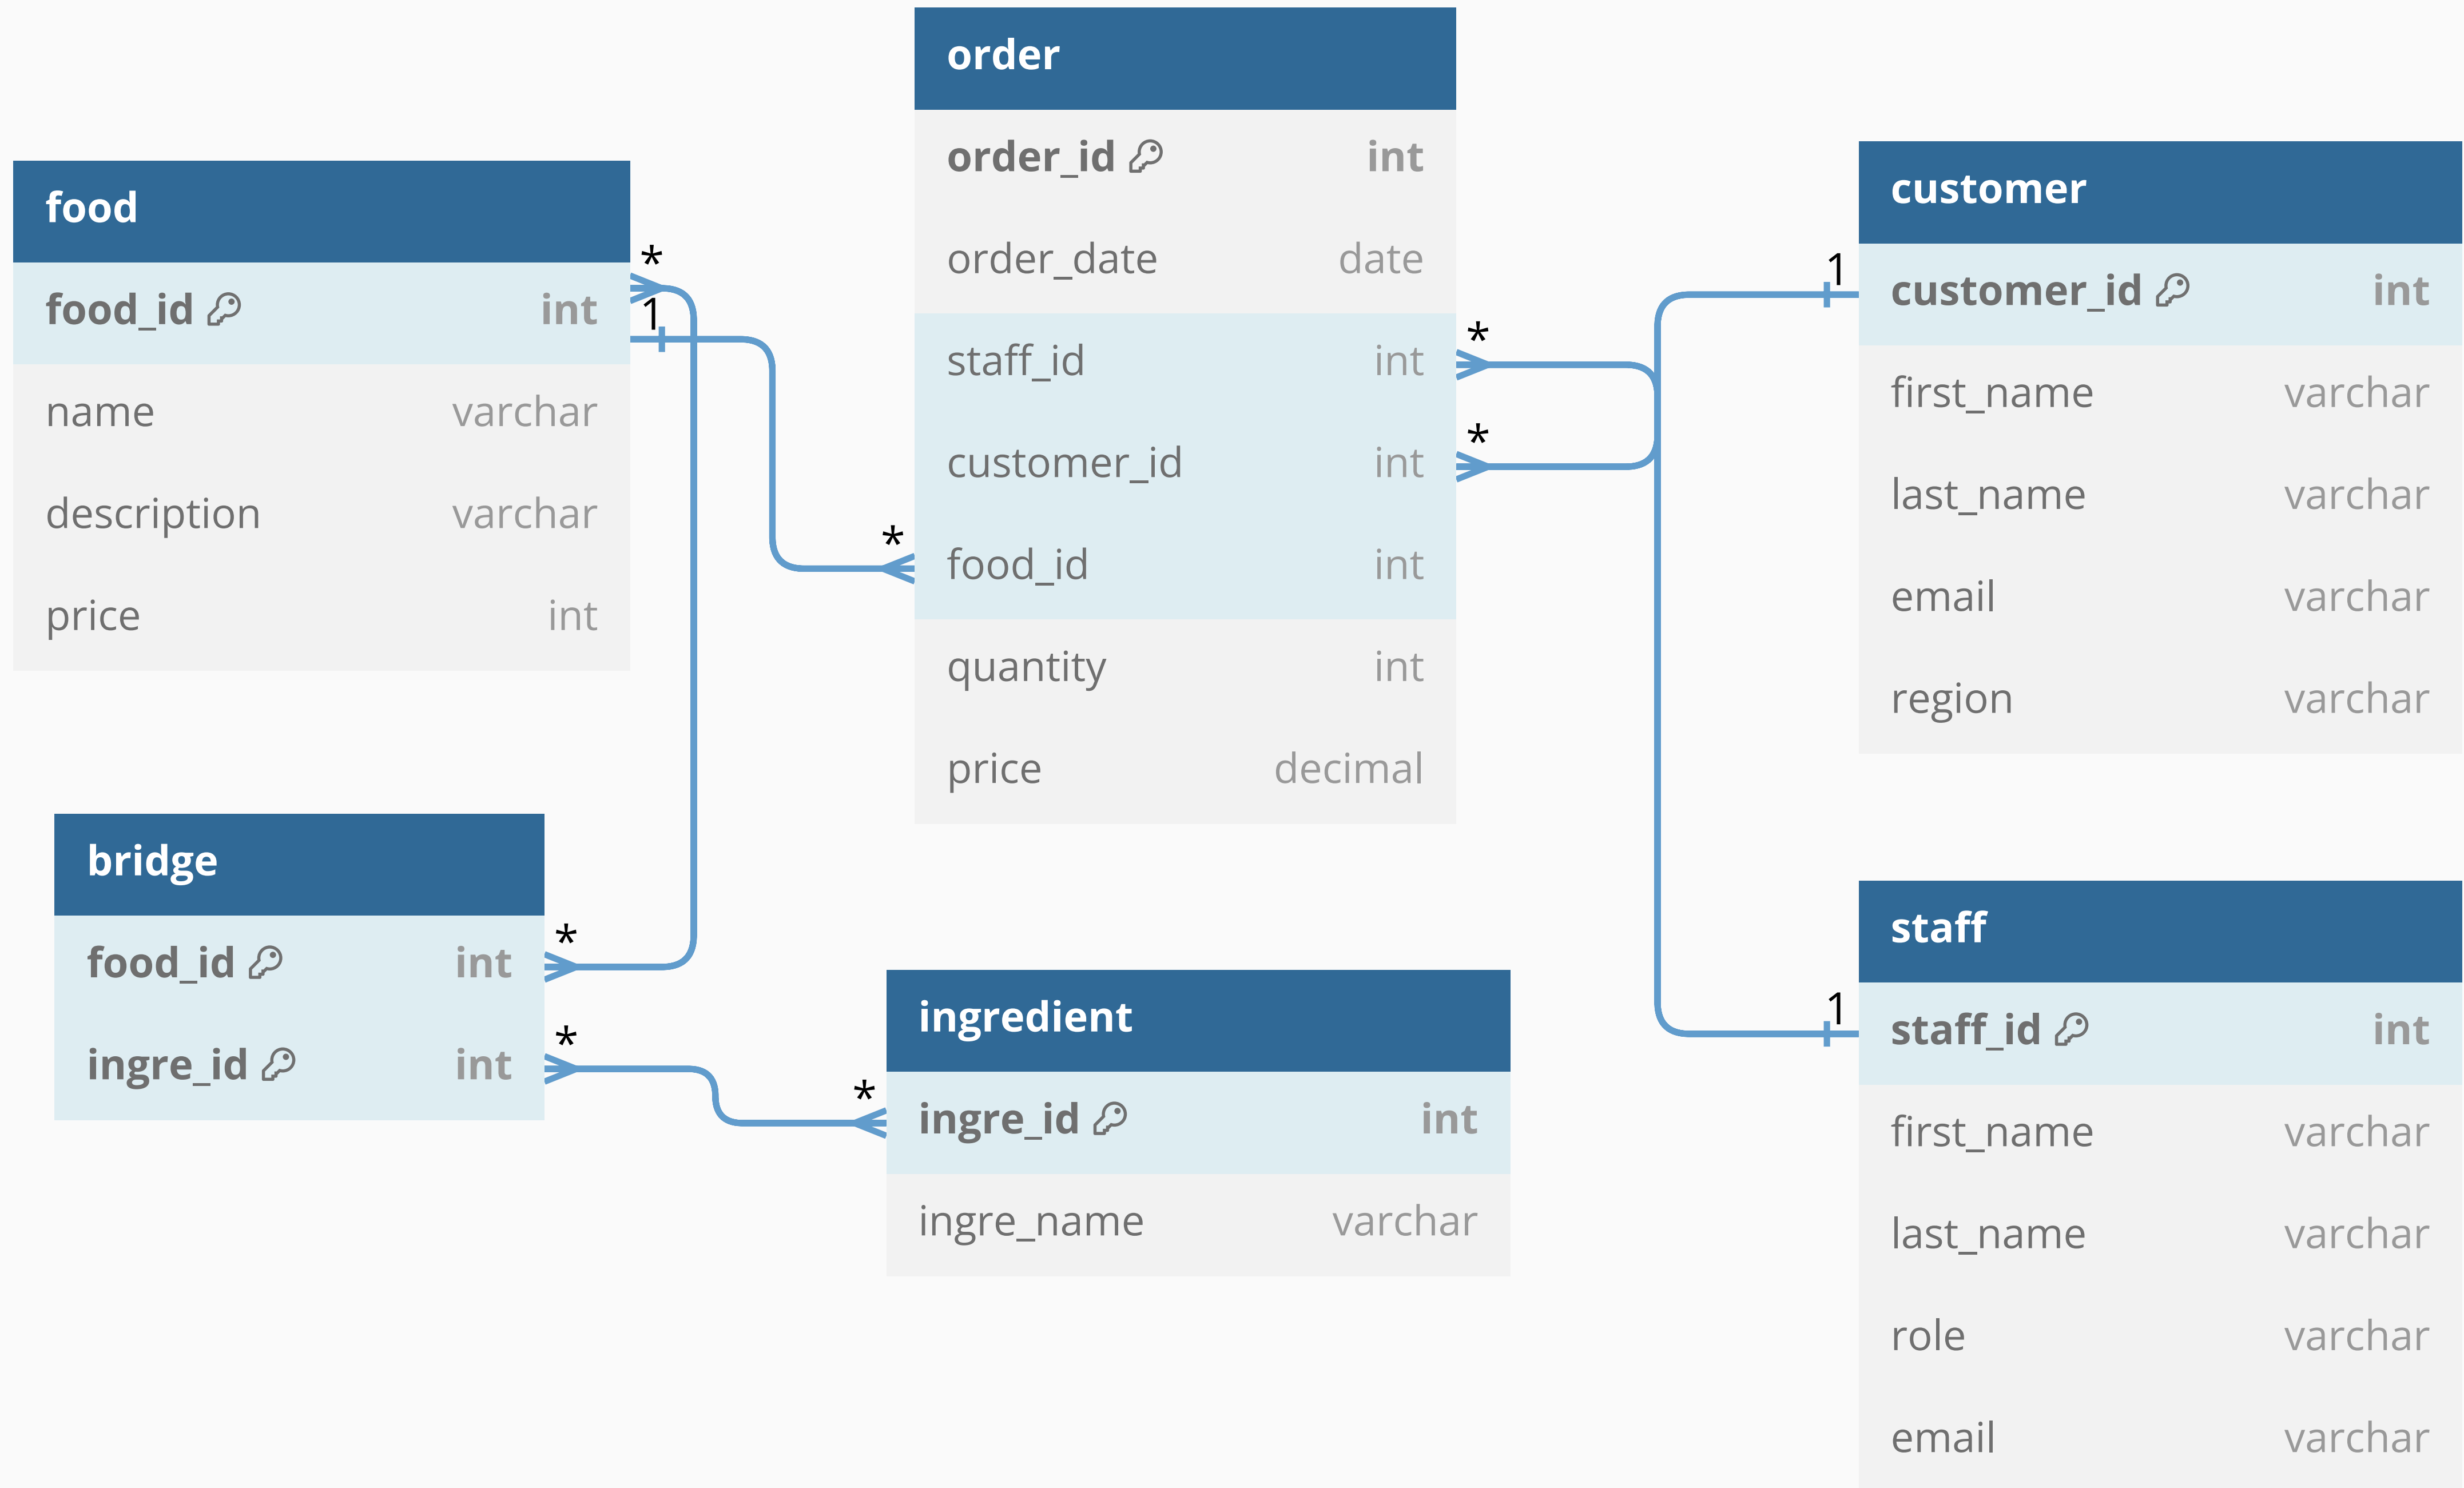 food
food_id int
name varchar
description varchar
price int
* 
1
*
order
order_id int
order_date date
staff_id int
customer_id int
food_id int
quantity int
price decimal
*
*
customer
customer_id int
first_name varchar
last_name varchar
email varchar
region varchar
1
bridge
food_id int
ingre_id int
*
*
*
ingredient
ingre_id int
ingre_name varchar
1
staff
staff_id int
first_name varchar
last_name varchar
role varchar
email varchar